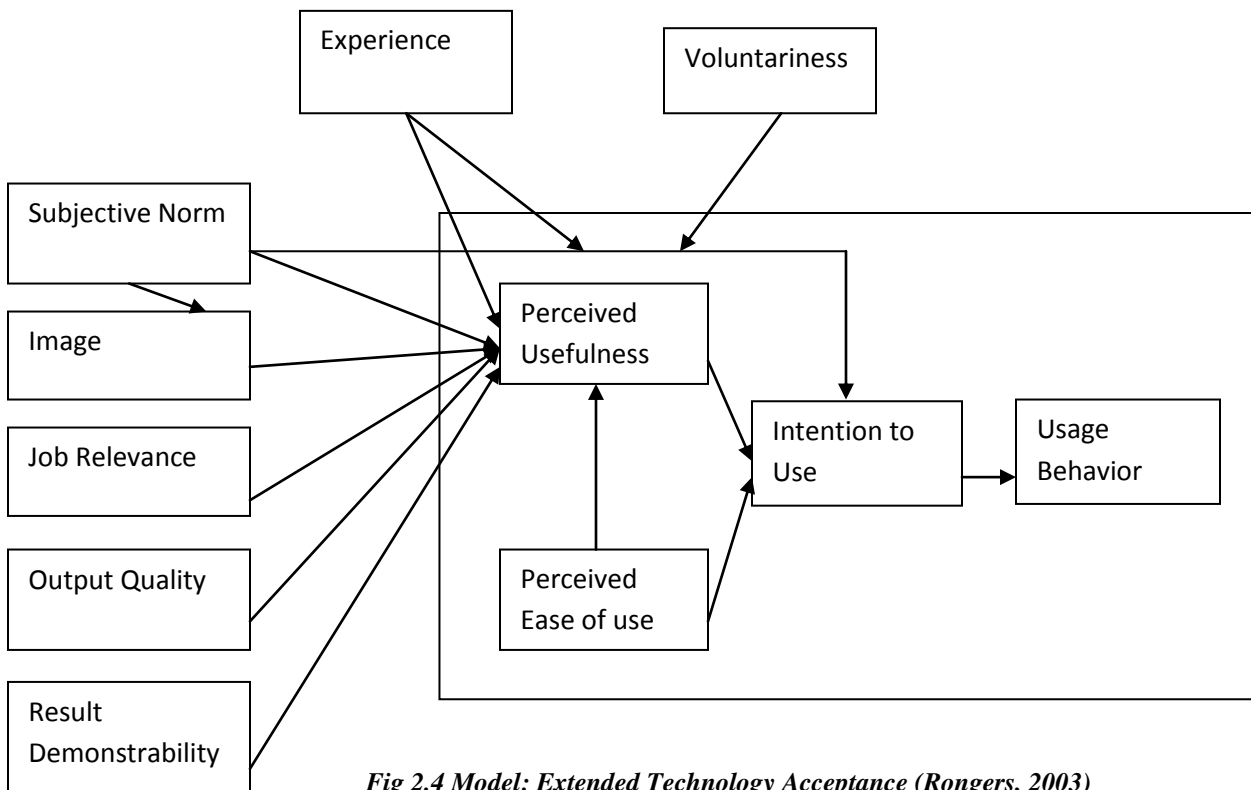 Experience
Voluntariness
Subjective Norm
Image
Perceived
Usefulness
Job Relevance
Intention to
Use
Usage
Behavior
Output Quality
Perceived
Ease of use
Result
Demonstrability
Fig 2.4 Model: Extended Technology Acceptance (Rongers, 2003)